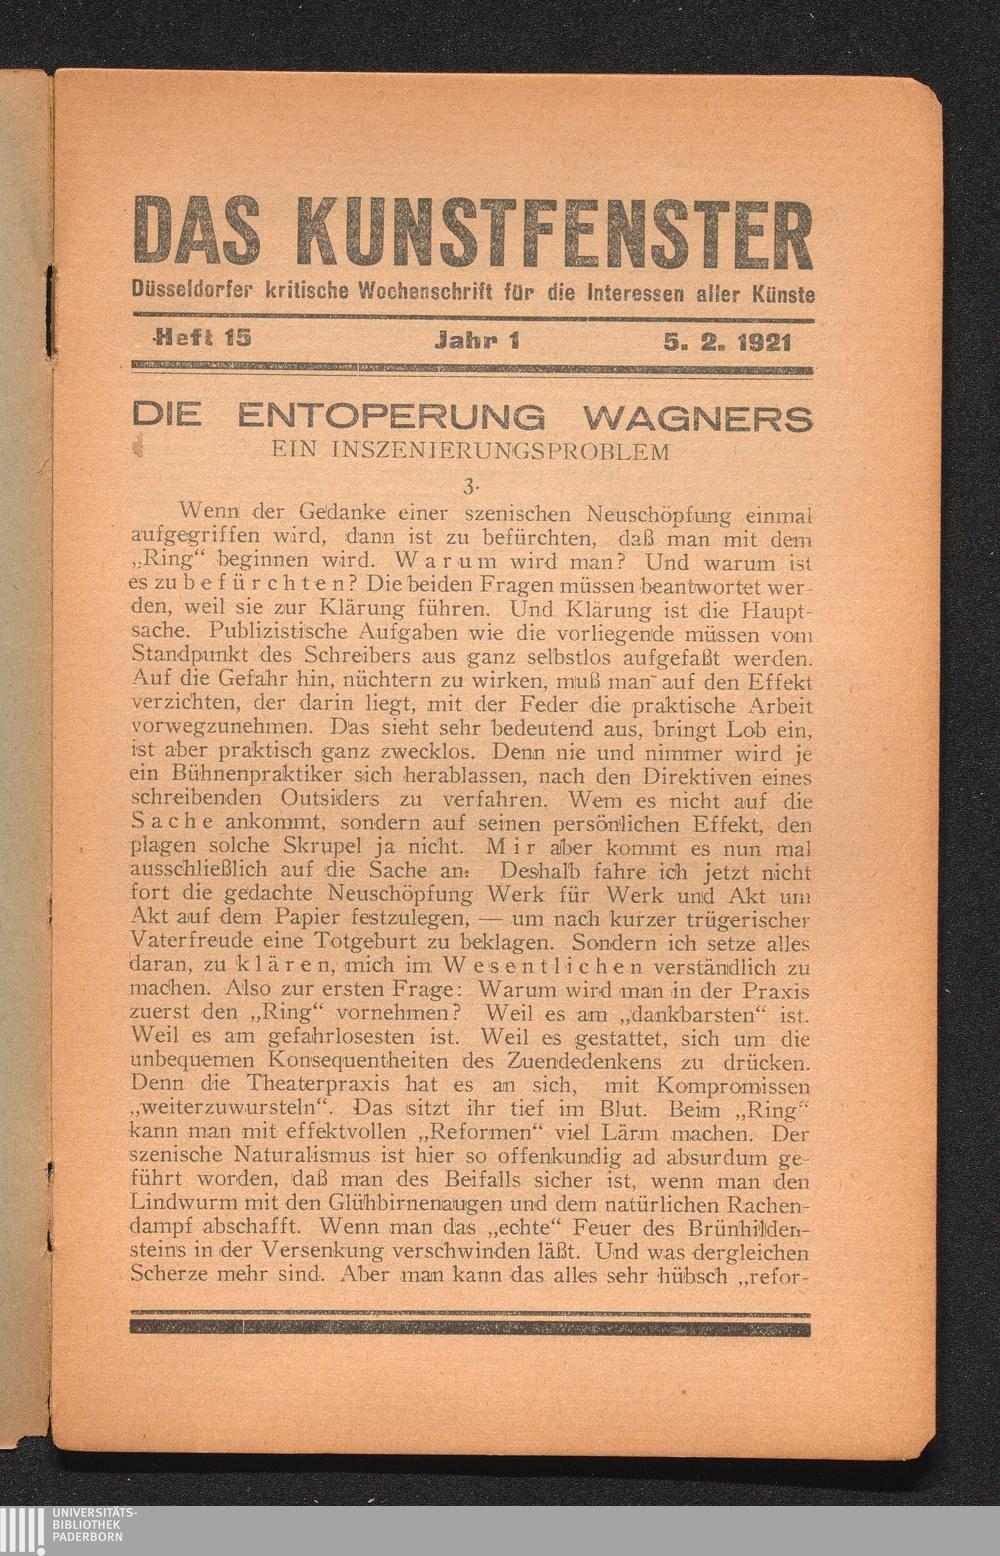 DAS KUNSTFENSTER
Düsseldorfer kritische Wochenschrift für die Interessen aller Künste
Heft 15 Jahr 1 5. 2. 1921
DIE ENTOPERUNG WAGNERS
EIN INSZENIERUNGSPROBLEM
3.
Wenn der Gedanke einer szenischen Neuschöpfung einmal
aufgegriffen wird, dann ist zu befürchten, daß man mit dem
„Ring“ beginnen wird. Warum wird man? Und warum ist
es zu befürchten? Die beiden Fragen müssen beantwortet wer-
den, weil sie zur Klärung führen. Und Klärung ist die Haupt-
sache. Publizistische Aufgaben wie die vorliegende müssen vom
Standpunkt des Schreibers aus ganz selbstlos aufgefaßt werden.
Auf die Gefahr hin, nüchtern zu wirken, muß man auf den Effekt
verzichten, der darin liegt, mit der Feder die praktische Arbeit
vorwegzunehmen. Das sieht sehr bedeutend aus, bringt Lob ein,
ist aber praktisch ganz zwecklos. Denn nie und nimmer wird je
ein Bühnenpraktiker sich herablassen, nach den Direktiven eines
schreibenden Outsiders zu verfahren. Wem es nicht auf die
Sache ankommt, sondern auf seinen persönlichen Effekt, den
plagen solche Skrupel ja nicht. Mir aber kommt es nun mal
ausschließlich auf die Sache an: Deshalb fahre ich jetzt nicht
fort die gedachte Neuschöpfung Werk für Werk und Akt um
Akt auf dem Papier festzulegen, — um nach kurzer trügerischer
Vaterfreude eine Totgeburt zu beklagen. Sondern ich setze alles
daran, zu klären, mich im Wesentlichen verständlich zu
machen. Also zur ersten Frage: Warum wird man in der Praxis
zuerst den „Ring“ vornehmen? Weil es am „dankbarsten“ ist.
Weil es am gefahrlosesten ist. Weil es gestattet, sich um die
unbequemen Konsequentheiten des Zuendedenkens zu drücken.
Denn die Theaterpraxis hat es an sich, mit Kompromissen
„weiterzuwursteln“. Das sitzt ihr tief im Blut. Beim „Ring“
kann man mit effektvollen „Reformen“ viel Lärm machen. Der
szenische Naturalismus ist hier so offenkundig ad absurdum ge-
führt worden, daß man des Beifalls sicher ist, wenn man den
Lindwurm mit den Glühbirnenaugen und dem natürlichen Rachen-
dampf abschafft. Wenn man das „echte“ Feuer des Brünhilden-
steins in der Versenkung verschwinden läßt. Und was dergleichen
Scherze mehr sind. Aber man kann das alles sehr hübsch „refor-
UNIVERSITÄTS-
BIBLIOTHEK
PADERBORN